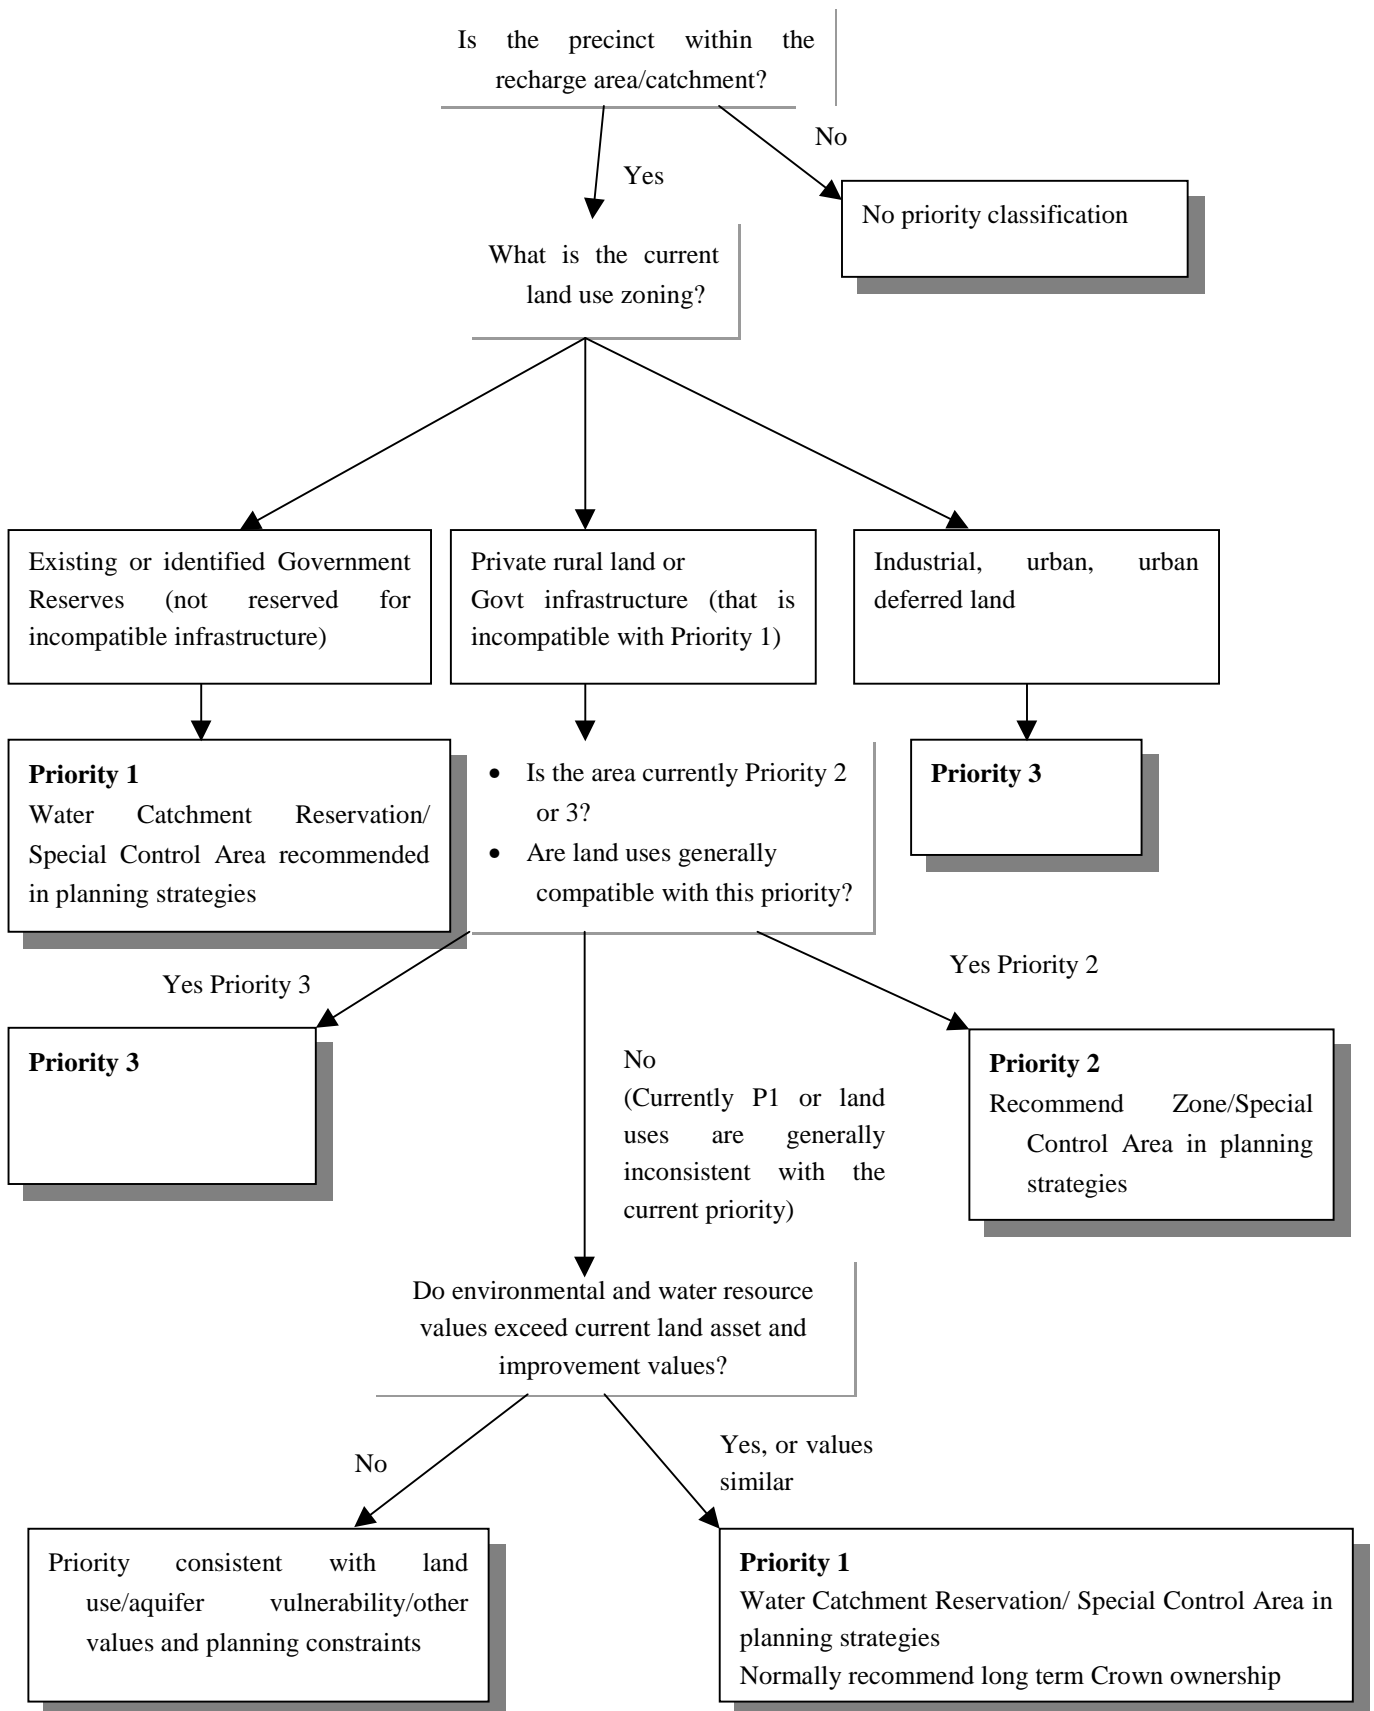 Is the precinct within the
recharge area/catchment?
No
Yes
No priority classification
What is the current
land use zoning?
Existing or identified Government
Reserves (not reserved for
incompatible infrastructure)
Private rural land or
Govt infrastructure (that is
incompatible with Priority 1)
Industrial, urban, urban
deferred land
Priority 1
Water Catchment Reservation/
Special Control Area recommended
in planning strategies
• Is the area currently Priority 2
or 3?
• Are land uses generally
compatible with this priority?
Priority 3
Yes Priority 3
Yes Priority 2
Priority 3
No
(Currently P1 or land
uses are generally
inconsistent with the
current priority)
Priority 2
Recommend Zone/Special
Control Area in planning
strategies
Do environmental and water resource
values exceed current land asset and
improvement values?
No
Yes, or values
similar
Priority consistent with land
use/aquifer vulnerability/other
values and planning constraints
Priority 1
Water Catchment Reservation/ Special Control Area in
planning strategies
Normally recommend long term Crown ownership